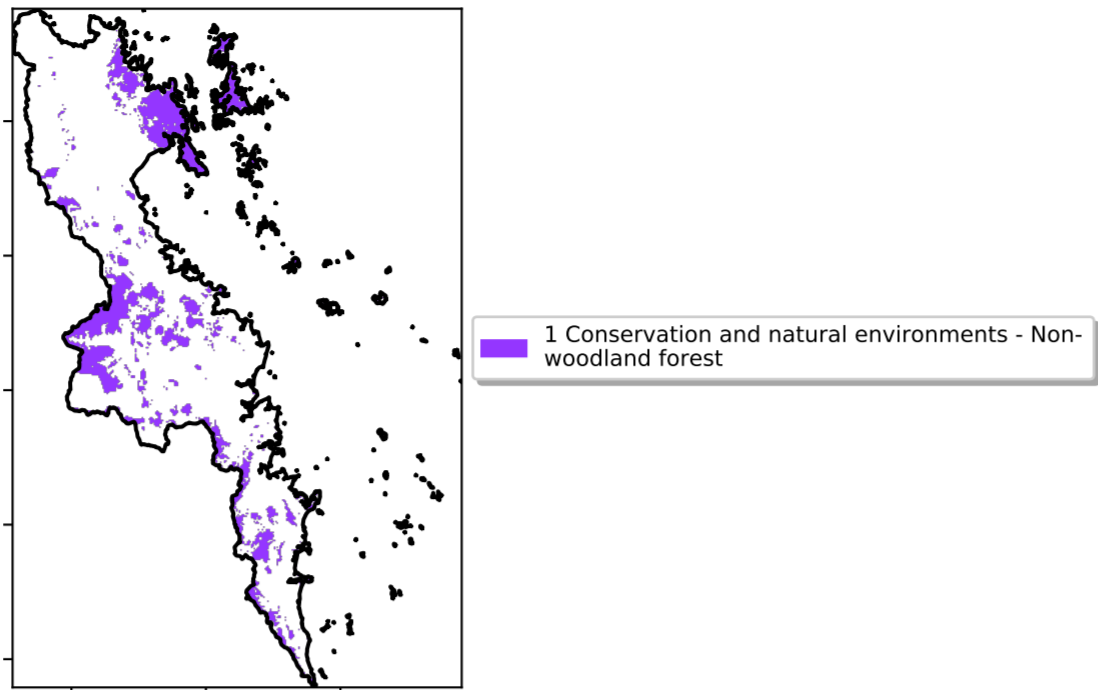 1 Conservation and natural environments - Non-
woodland forest